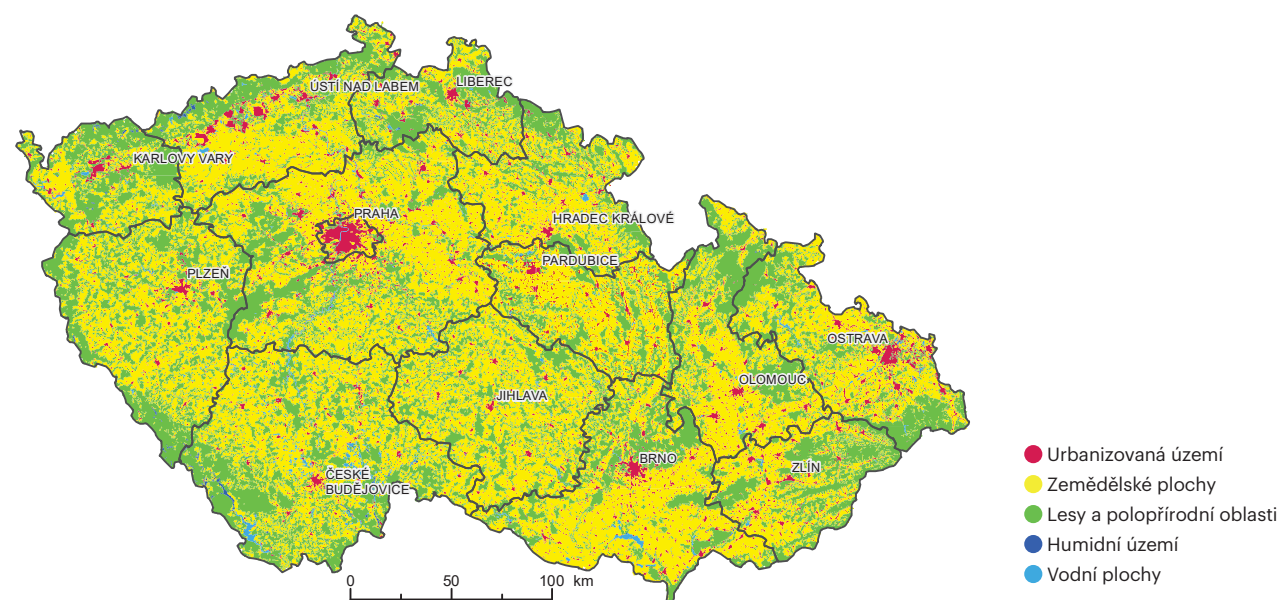 ÚSTÍ NAD LABEM
LIBEREC
KARLOVY VARY
PRAHA
HRADEC KRÁLOVÉ
PARDUBICE
PLZEŇ
OSTRAVA
OLOMOUC
JIHLAVA
BRNO
ZLÍN
ČESKÉ
BUDĚJOVICE
Urbanizovaná území
Zemědělské plochy
Lesy a polopřírodní oblasti
Humidní území
Vodní plochy
0 50 100 km